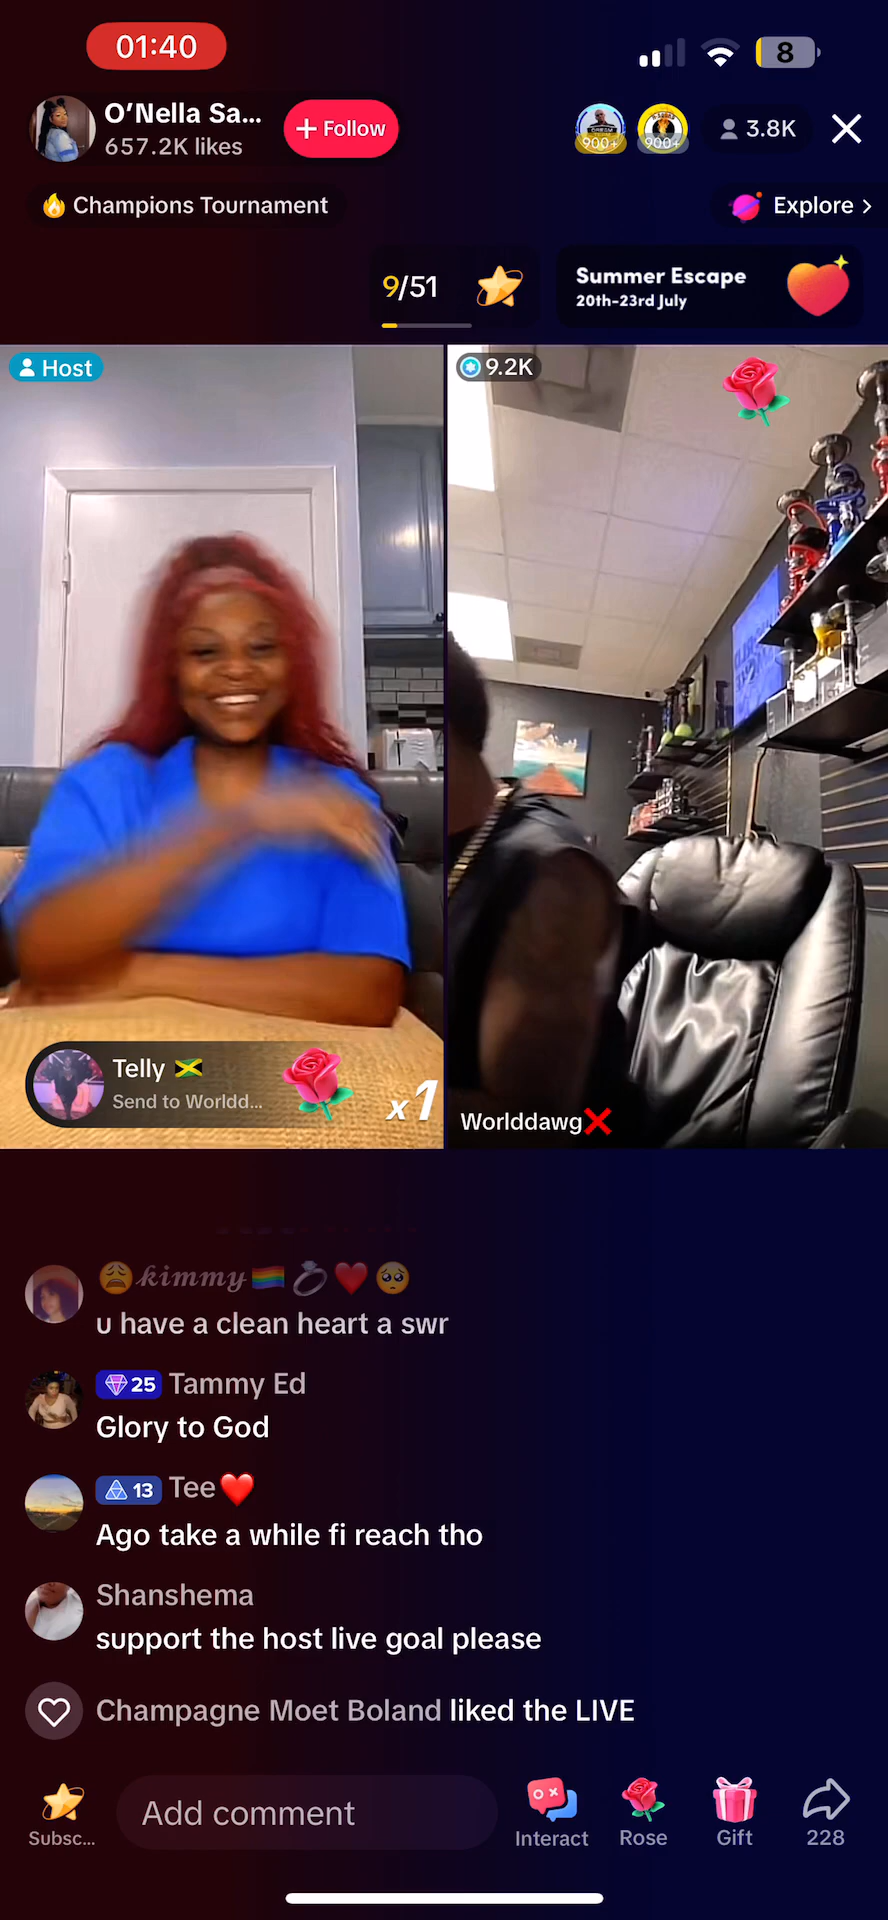 01:40
8
O’Nella Sa...
657.2K likes
+ Follow
900+
900+
3.8K
Champions Tournament
Explore >
9/51
Summer Escape
20th-23rd July
Host
9.2K
Telly
Send to Worldd...
x1
Worlddawg
kimmy
u have a clean heart a swr
25 Tammy Ed
Glory to God
13 Tee
Ago take a while fi reach tho
Shanshema
support the host live goal please
Champagne Moet Boland liked the LIVE
Subsc...
Add comment
Interact
Rose
Gift
228